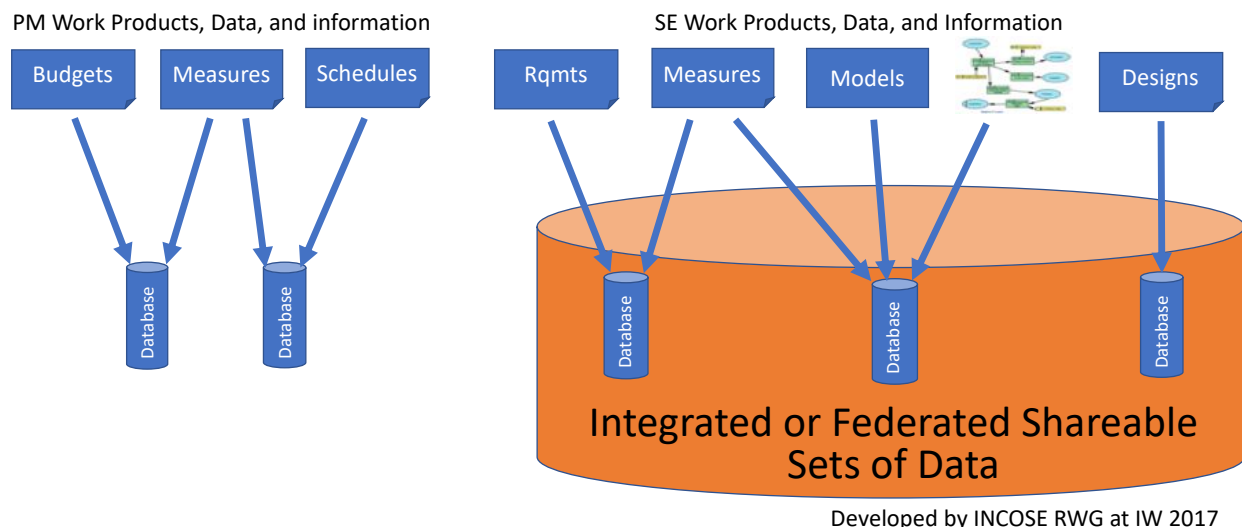 PM Work Products, Data, and information
SE Work Products, Data, and Information
Budgets
Measures
Schedules
Rqmts
Measures
Models
Designs
Database
Database
Database
Database
Database
Integrated or Federated Shareable
Sets of Data
Developed by INCOSE RWG at IW 2017